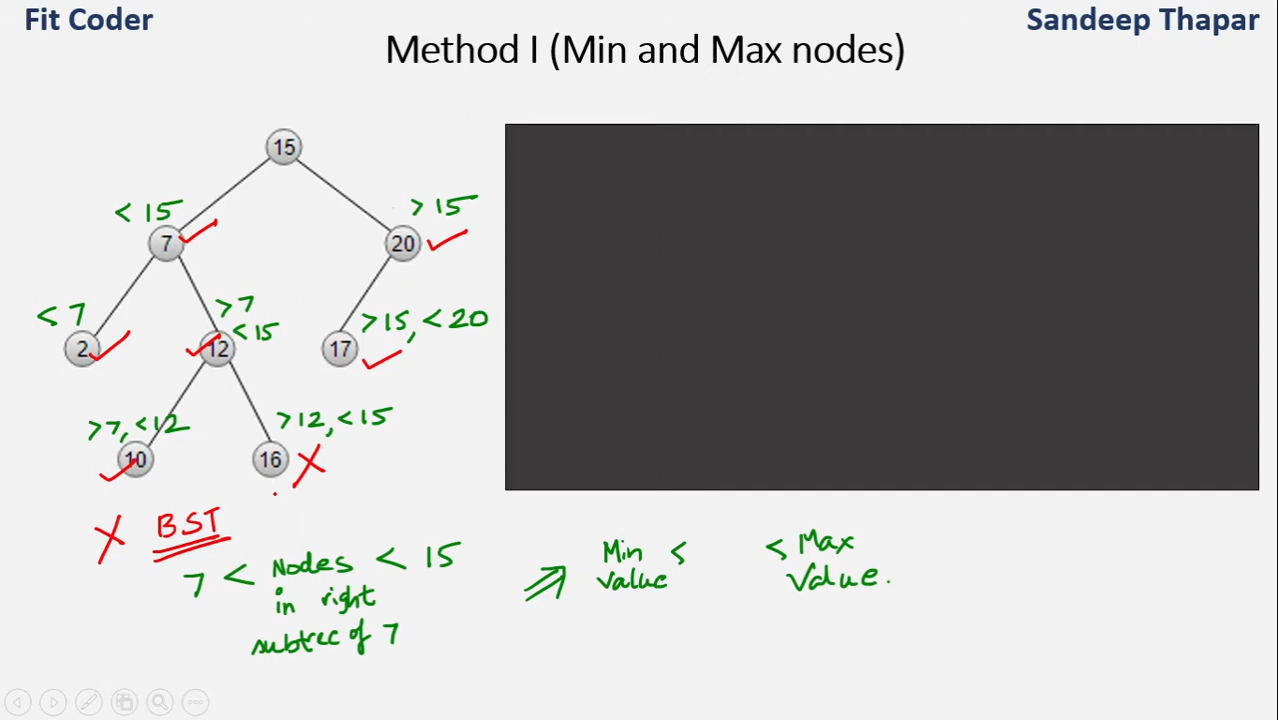 Fit Coder
Sandeep Thapar
Method I (Min and Max nodes)
15
< 15
> 15
7
20
< 7
> 7
< 15
> 15, < 20
2
12
17
> 7, < 12
> 12, < 15
10
16
X
X BST
7 < Nodes < 15
in right
subtree of 7
⇒ Min < < Max
value Value.